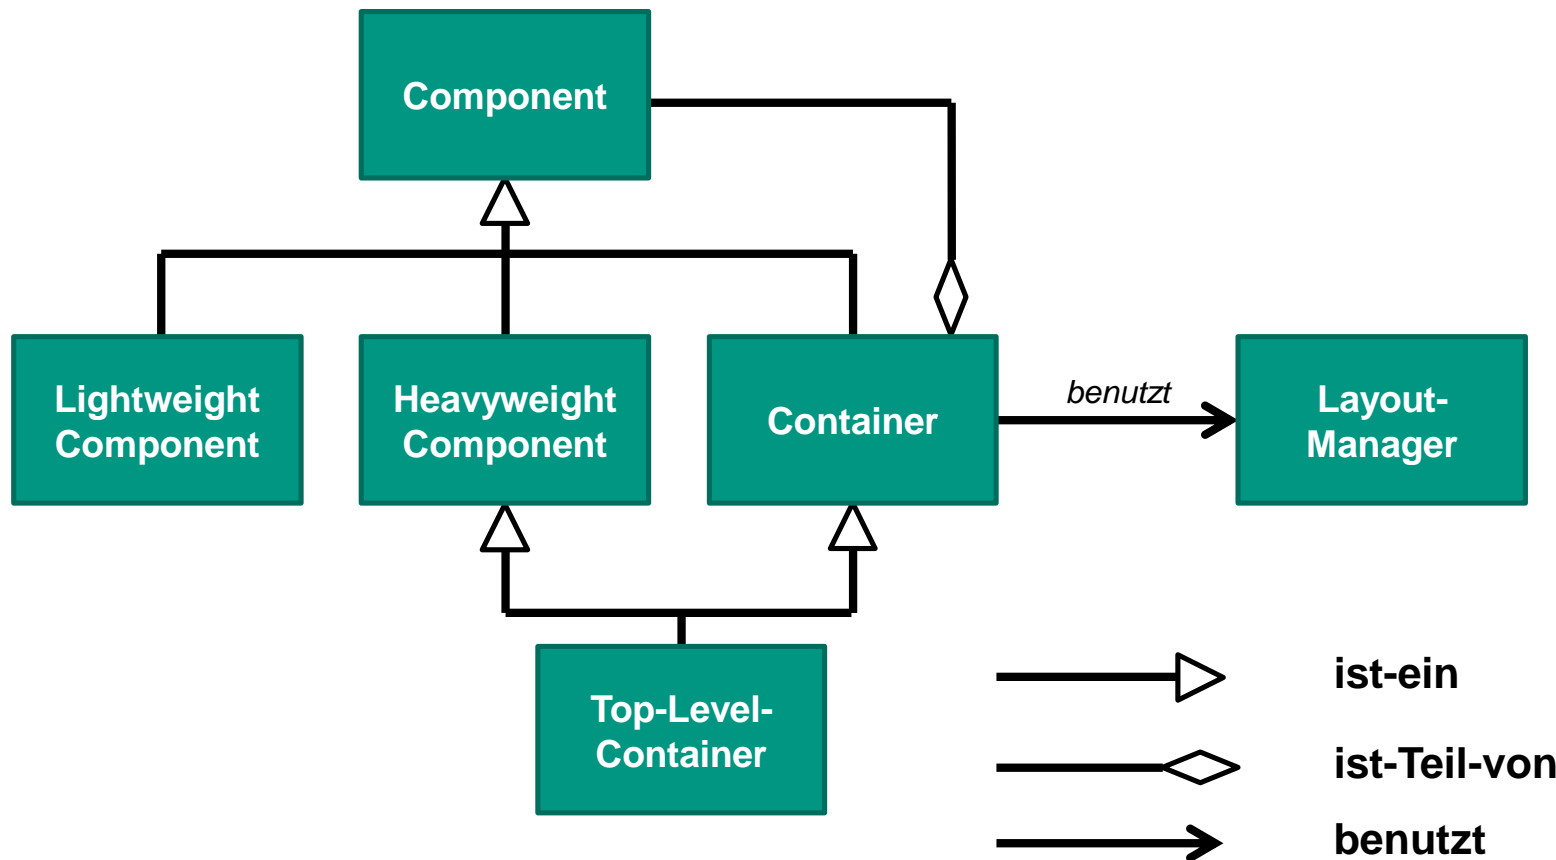 Component
Lightweight
Component
Heavyweight
Component
Container
benutzt
Layout-
Manager
Top-Level-
Container
ist-ein
ist-Teil-von
benutzt